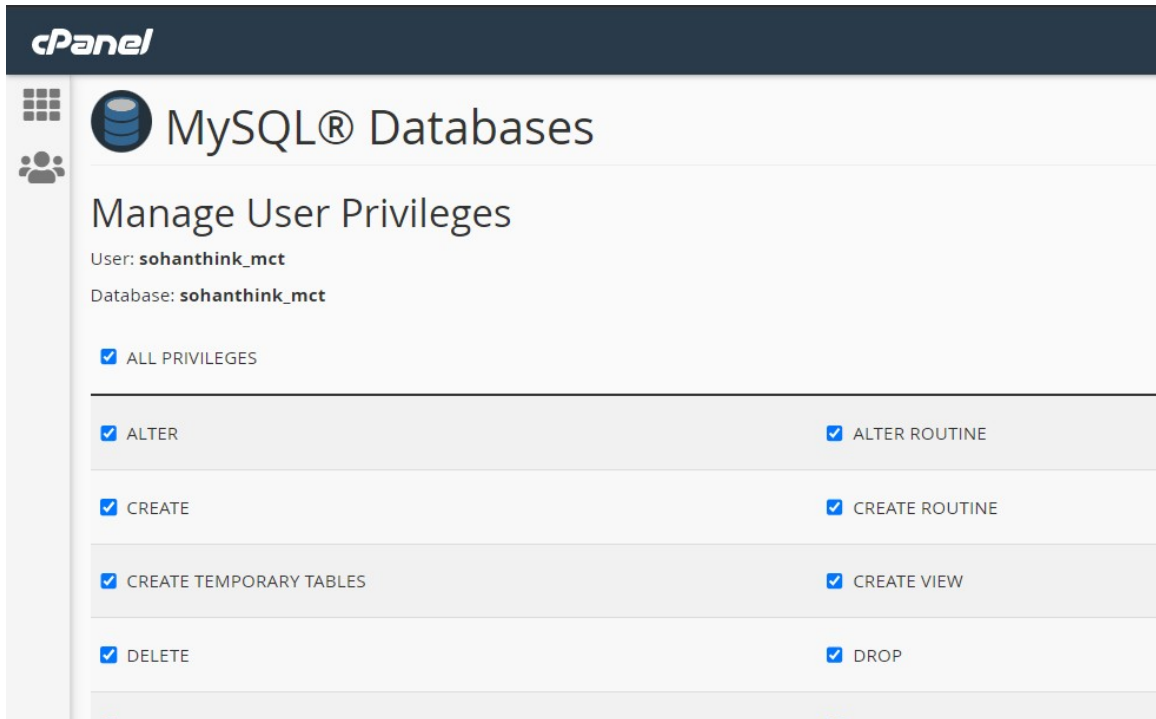 cPanel
MySQL® Databases
Manage User Privileges
User: sohanthink_mct
Database: sohanthink_mct
ALL PRIVILEGES
ALTER
ALTER ROUTINE
CREATE
CREATE ROUTINE
CREATE TEMPORARY TABLES
CREATE VIEW
DELETE
DROP